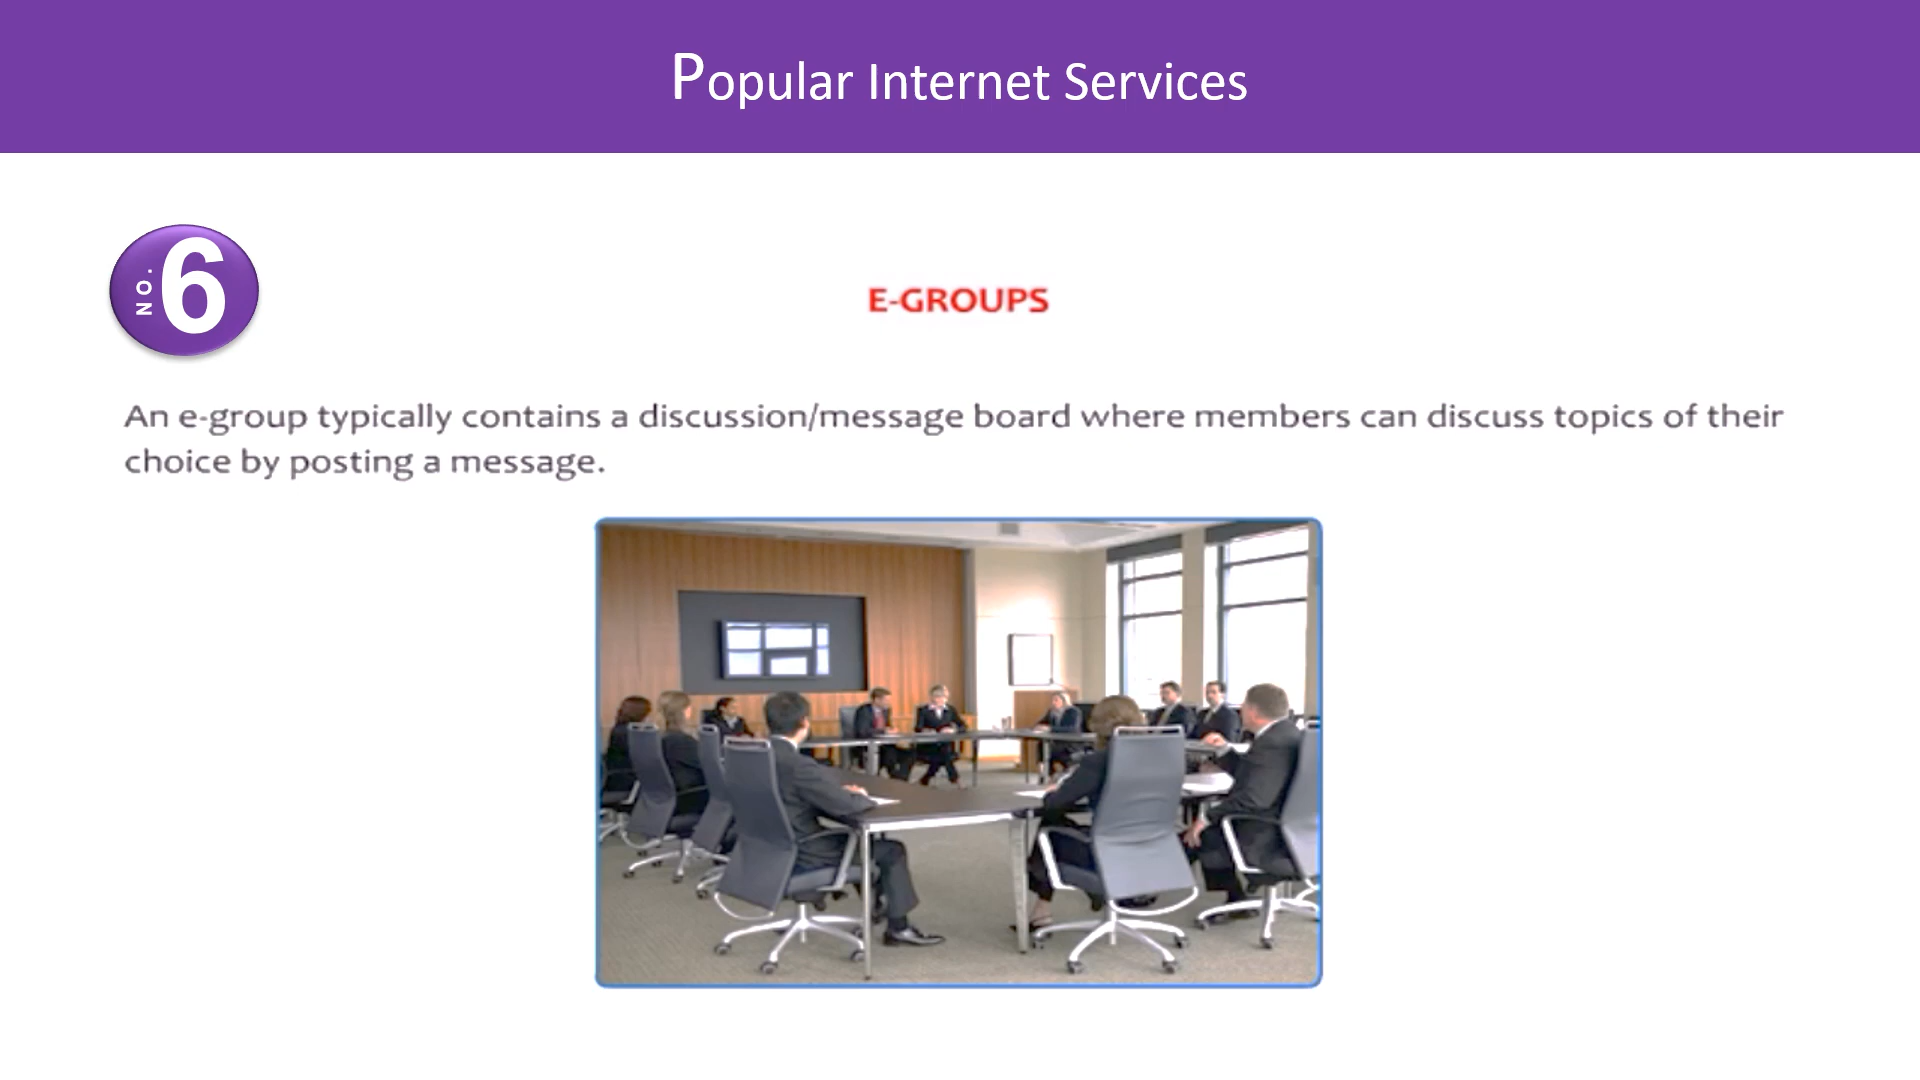 Popular Internet Services
NO. 6
E-GROUPS
An e-group typically contains a discussion/message board where members can discuss topics of their
choice by posting a message.